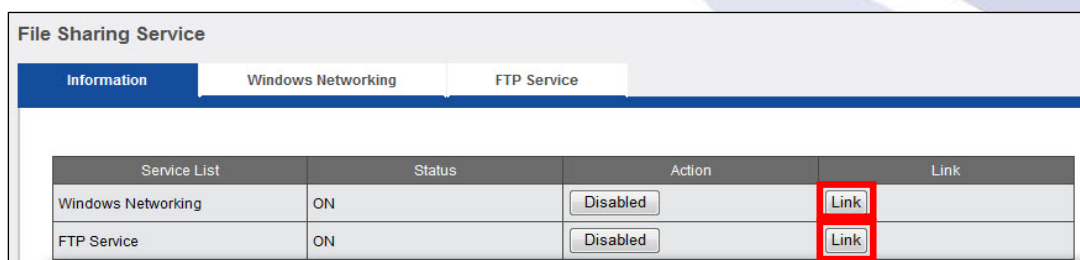 File Sharing Service
Information Windows Networking FTP Service
Service List Status Action Link
Windows Networking ON Disabled Link
FTP Service ON Disabled Link